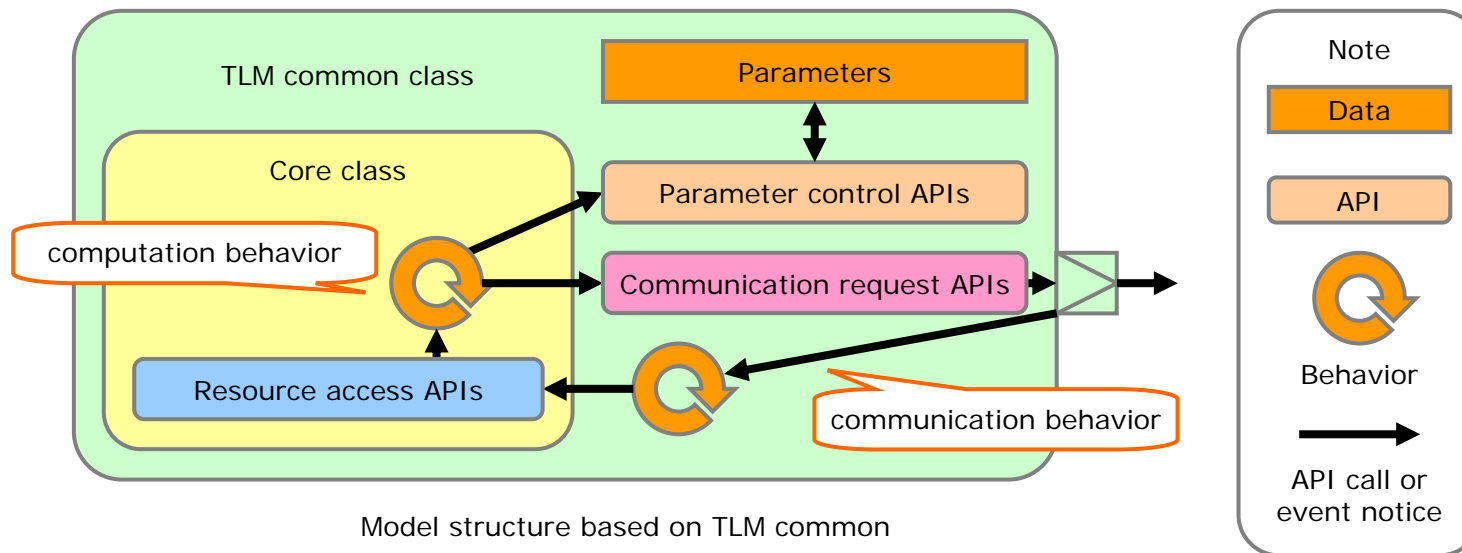 TLM common class
Parameters
Core class
Parameter control APIs
computation behavior
Communication request APIs
Resource access APIs
communication behavior
Model structure based on TLM common
Note
Data
API
Behavior
API call or
event notice